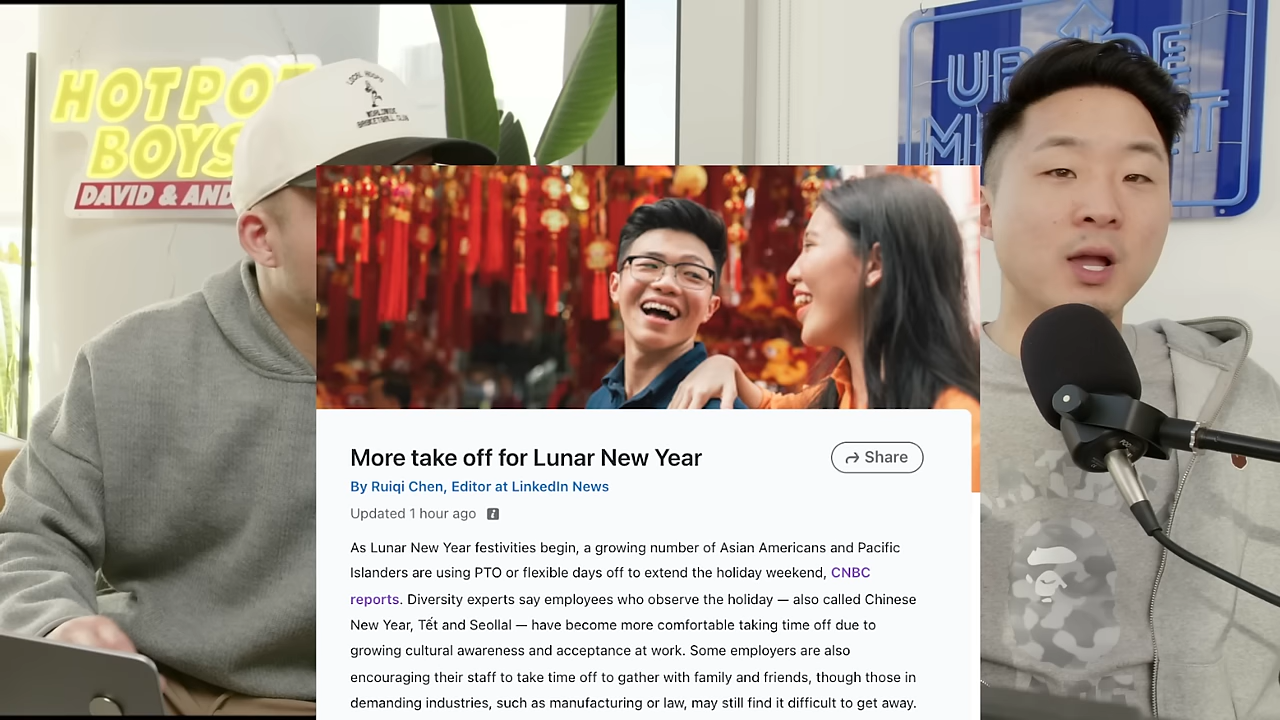 HOTPO
BOYS
DAVID & AND
LOCAL HOOPS
WORLDWIDE
BASKETBALL CLUB
More take off for Lunar New Year
Share
By Ruiqi Chen, Editor at LinkedIn News
Updated 1 hour ago
As Lunar New Year festivities begin, a growing number of Asian Americans and Pacific
Islanders are using PTO or flexible days off to extend the holiday weekend, CNBC
reports. Diversity experts say employees who observe the holiday — also called Chinese
New Year, Tết and Seollal — have become more comfortable taking time off due to
growing cultural awareness and acceptance at work. Some employers are also
encouraging their staff to take time off to gather with family and friends, though those in
demanding industries, such as manufacturing or law, may still find it difficult to get away.